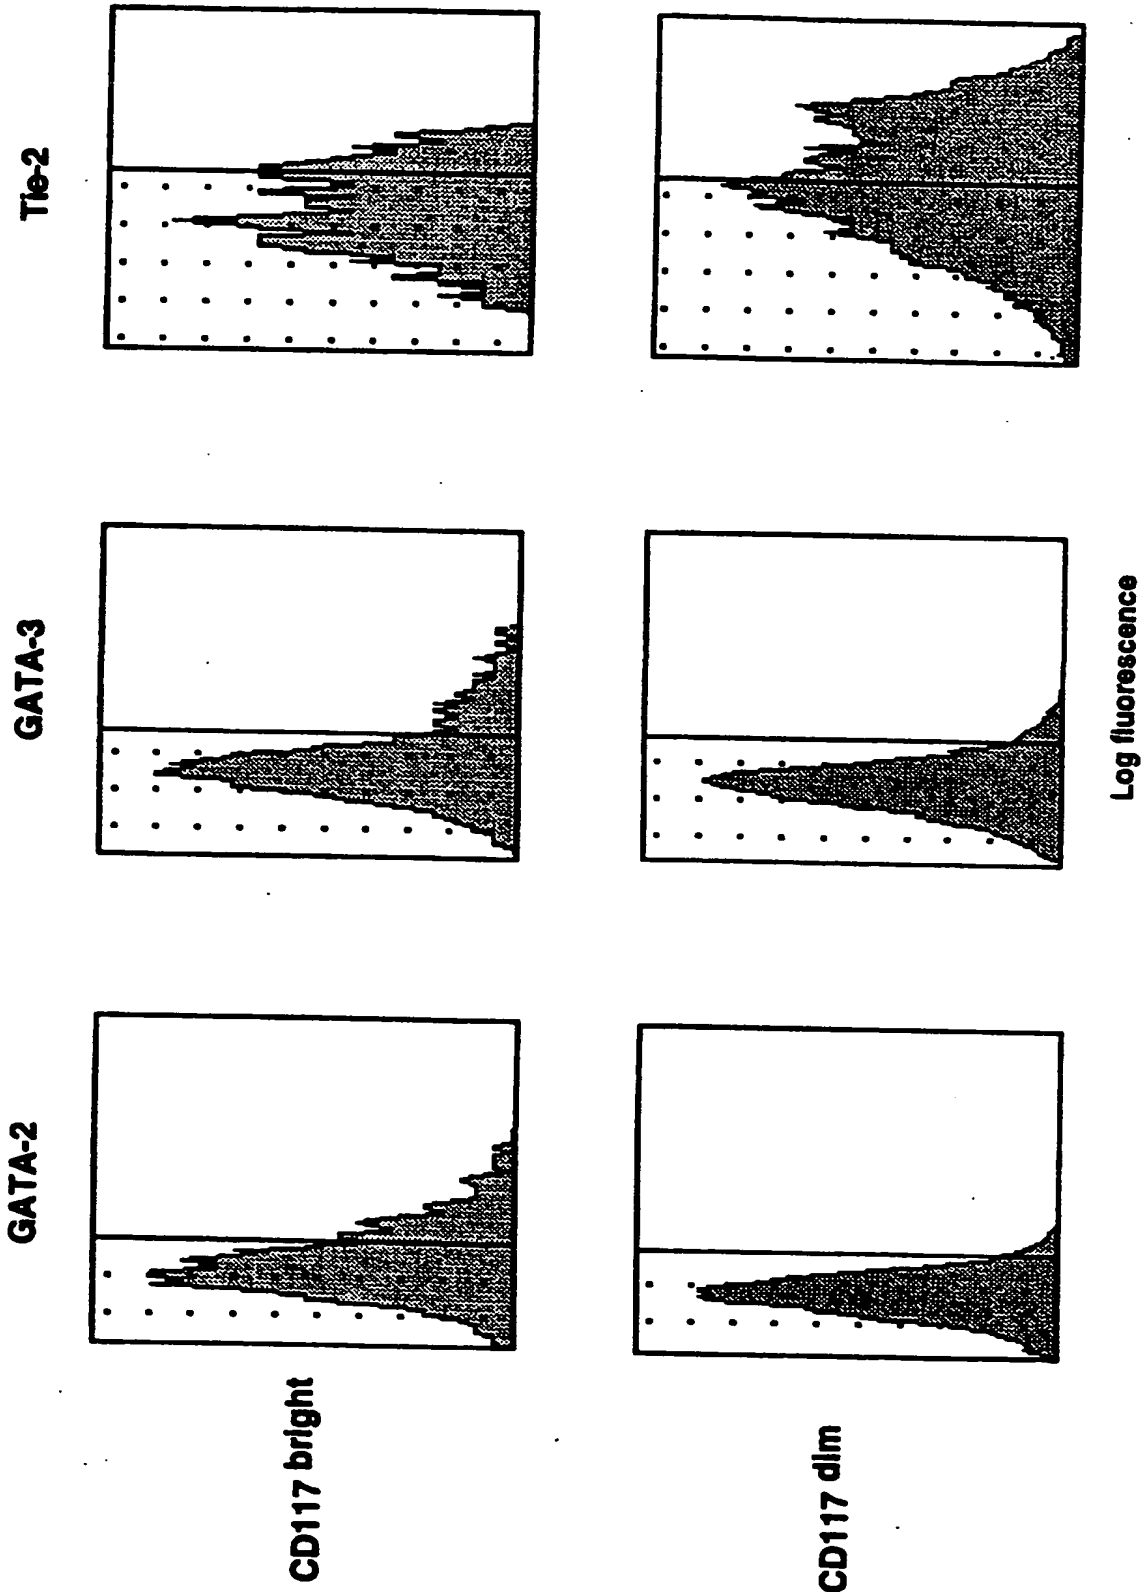 GATA-2
GATA-3
Tie-2
CD117 bright
CD117 dim
Log fluorescence